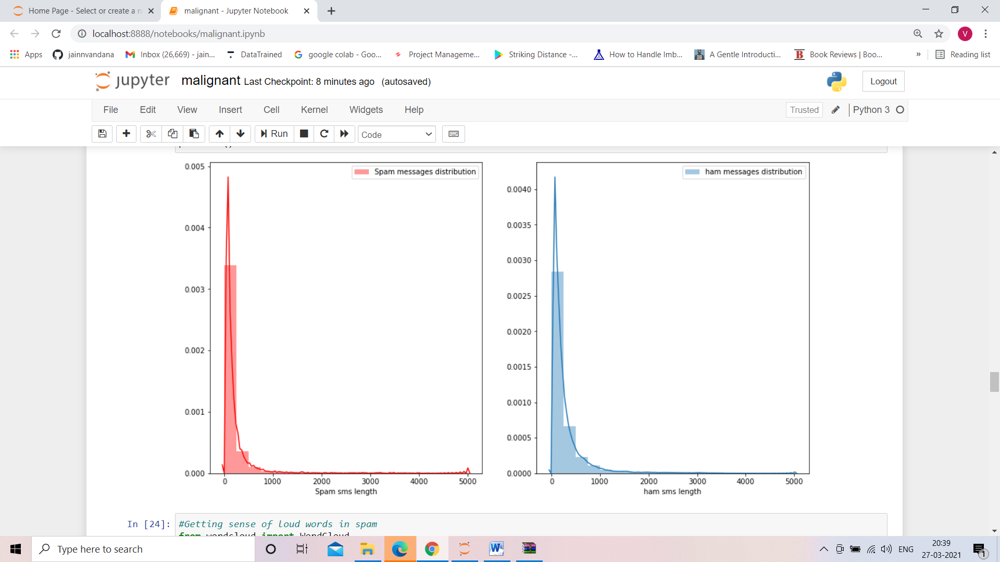 Home Page - Select or create a n
malignant - Jupyter Notebook
localhost:8888/notebooks/malignant.ipynb
V
Apps
jainnvandana
Inbox (26,669) - jain...
DataTrained
google colab - Goo...
Project Manageme...
Striking Distance -...
How to Handle Imb...
A Gentle Introducti...
B
Book Reviews | Boo...
»
Reading list
jupyter
malignant Last Checkpoint: 8 minutes ago (autosaved)
Logout
File Edit View Insert Cell Kernel Widgets Help
Trusted
Python 3
Run
Code
Spam messages distribution
0.005
0.004
0.003
0.002
0.001
0.000
0 1000 2000 3000 4000 5000
Spam sms length
ham messages distribution
0.0040
0.0035
0.0030
0.0025
0.0020
0.0015
0.0010
0.0005
0.0000
0 1000 2000 3000 4000 5000
ham sms length
In [24]: #Getting sense of loud words in spam
from wordcloud import WordCloud
Type here to search
W
ENG
20:39
27-03-2021
1